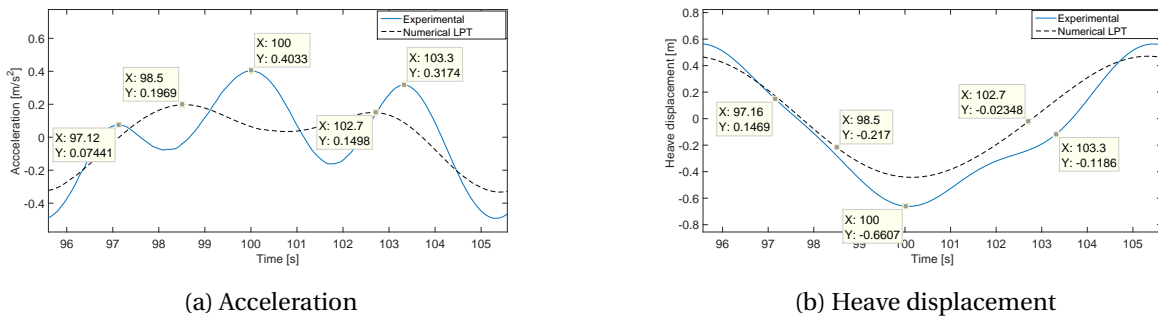 Experimental
Numerical LPT
X: 100
Y: 0.4033
X: 103.3
Y: 0.3174
X: 98.5
Y: 0.1969
X: 97.12
Y: 0.07441
X: 102.7
Y: 0.1498
0.6
0.4
0.2
0
-0.2
-0.4
Accceleration [m/s²]
96 97 98 99 100 101 102 103 104 105
Time [s]
(a) Acceleration
Experimental
Numerical LPT
X: 97.16
Y: 0.1469
X: 98.5
Y: -0.217
X: 102.7
Y: -0.02348
X: 103.3
Y: -0.1186
X: 100
Y: -0.6607
0.8
0.6
0.4
0.2
0
-0.2
-0.4
-0.6
-0.8
Heave displacement [m]
96 97 98 99 100 101 102 103 104 105
Time [s]
(b) Heave displacement